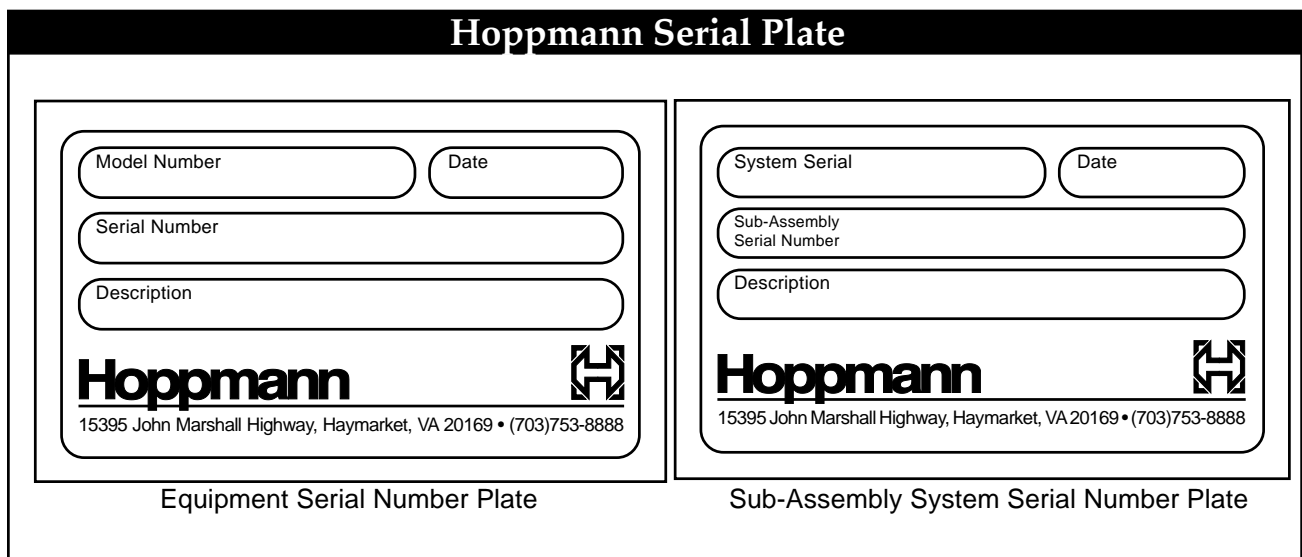 Hoppmann Serial Plate
Model Number
Date
Serial Number
Description
Hoppmann
15395 John Marshall Highway, Haymarket, VA 20169 • (703)753-8888
Equipment Serial Number Plate
System Serial
Date
Sub-Assembly
Serial Number
Description
Hoppmann
15395 John Marshall Highway, Haymarket, VA 20169 • (703)753-8888
Sub-Assembly System Serial Number Plate